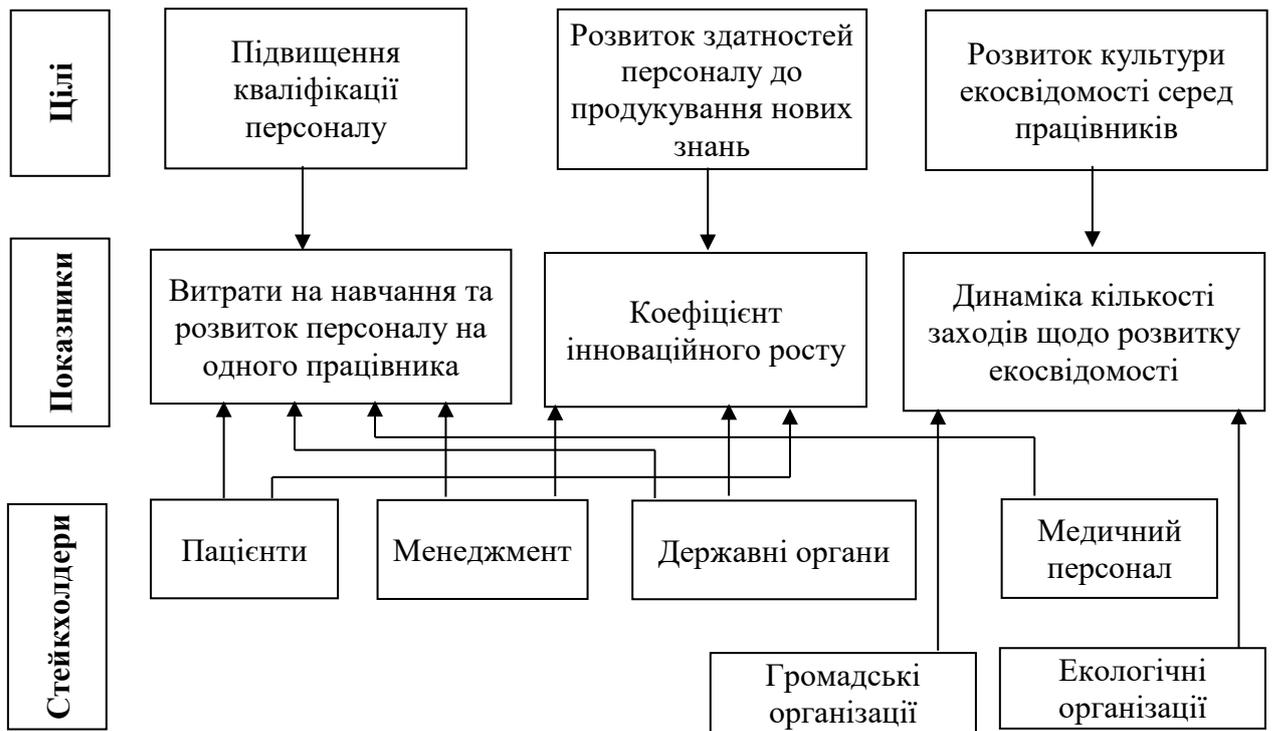 Цілі
Підвищення
кваліфікації
персоналу
Розвиток здатностей
персоналу до
продукування нових
знань
Розвиток культури
екосвідомості серед
працівників
Показники
Витрати на навчання та
розвиток персоналу на
одного працівника
Коефіцієнт
інноваційного росту
Динаміка кількості
заходів щодо розвитку
екосвідомості
Стейкхолдери
Пацієнти
Менеджмент
Державні органи
Медичний
персонал
Громадські
організації
Екологічні
організації